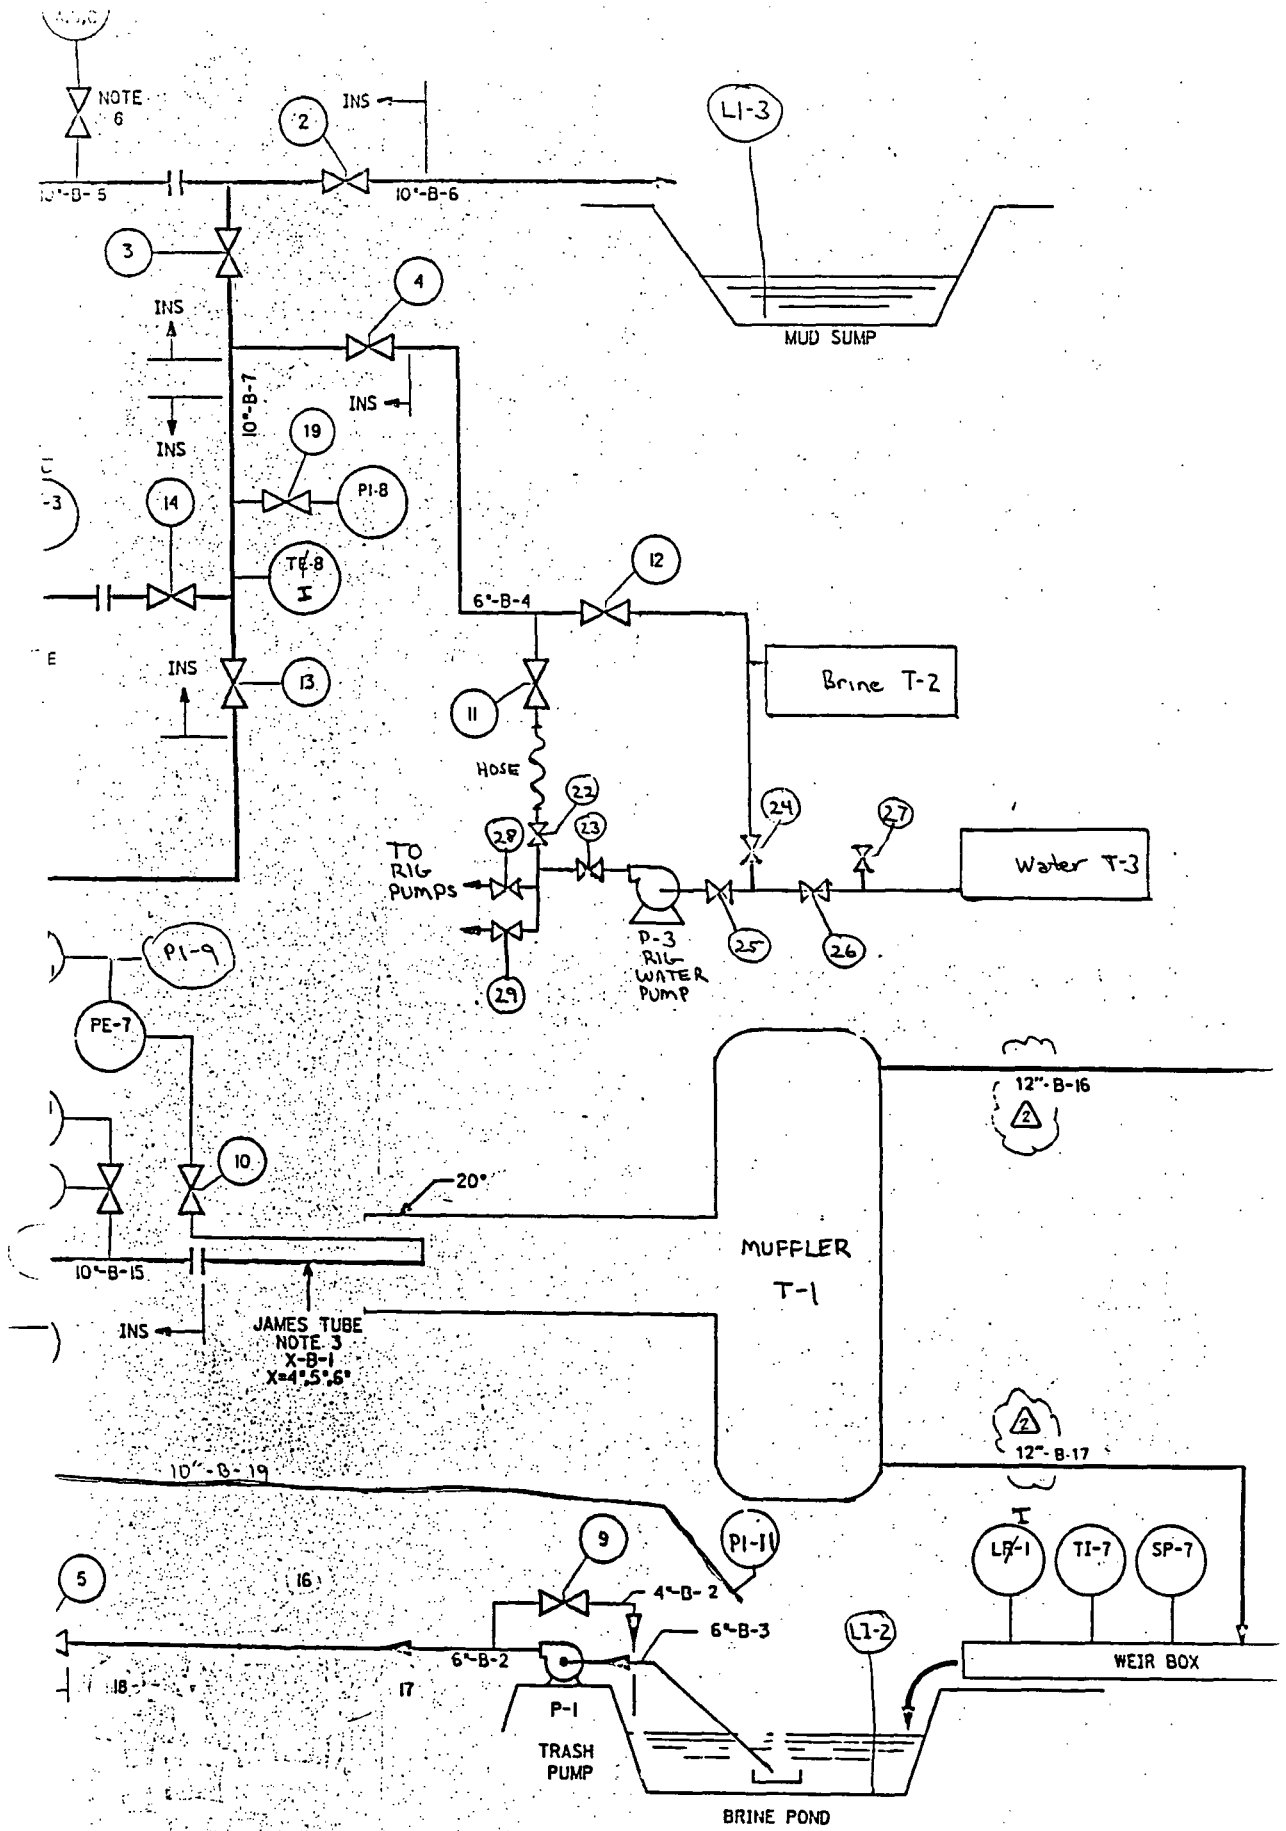 NOTE
6
INS
2
L1-3
10"-B-5
10"-B-6
3
4
MUD SUMP
INS
INS
10"-B-7
INS
19
-3
14
PI-8
TE-8
I
12
6"-B-4
E
INS
13
Brine T-2
11
HOSE
22
24
27
28
23
TO
RIG
PUMPS
Water T-3
25
26
P-3
RIG
WATER
PUMP
29
PI-9
PE-7
12"-B-16
2
10
20"
10"-B-15
MUFFLER
T-1
INS
JAMES TUBE
NOTE 3
X-B-1
X=4",5",6"
2
12"-B-17
10"-B-19
I
9
PI-11
LR-1
TI-7
SP-7
5
16
4"-B-2
6"-B-3
LI-2
6"-B-2
WEIR BOX
18
17
P-1
TRASH
PUMP
BRINE POND